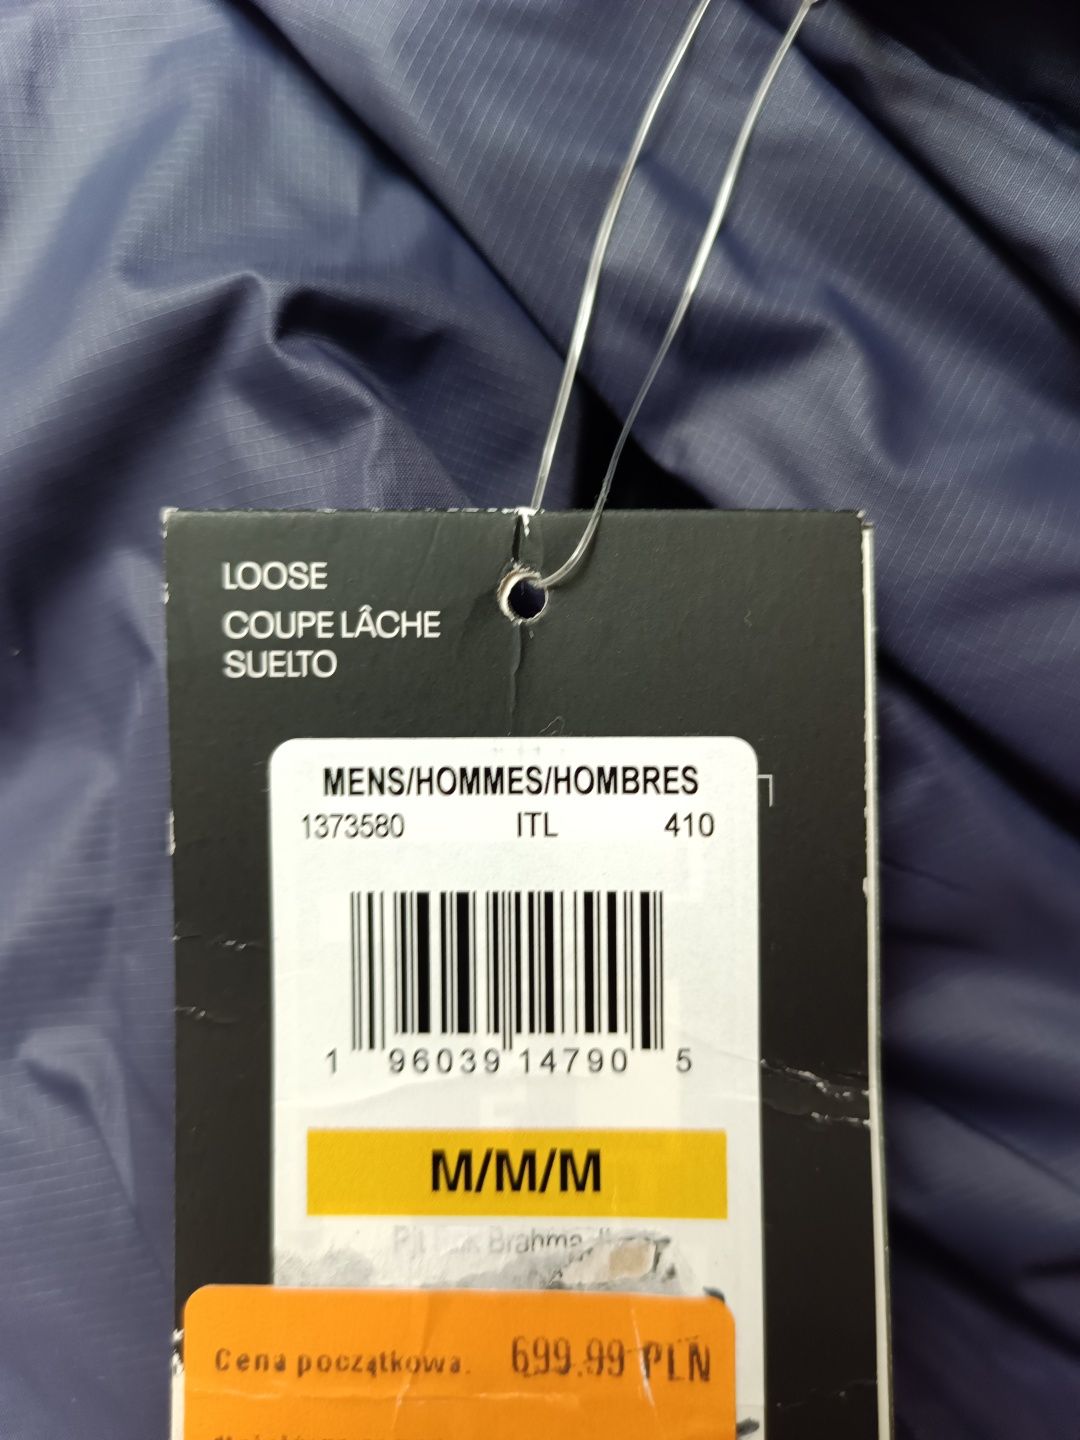 LOOSE
COUPE LÂCHE
SUELTO
MENS/HOMMES/HOMBRES
1373580 ITL 410
1 96039 14790 5
M/M/M
Cena początkowa. 699.99 PLN